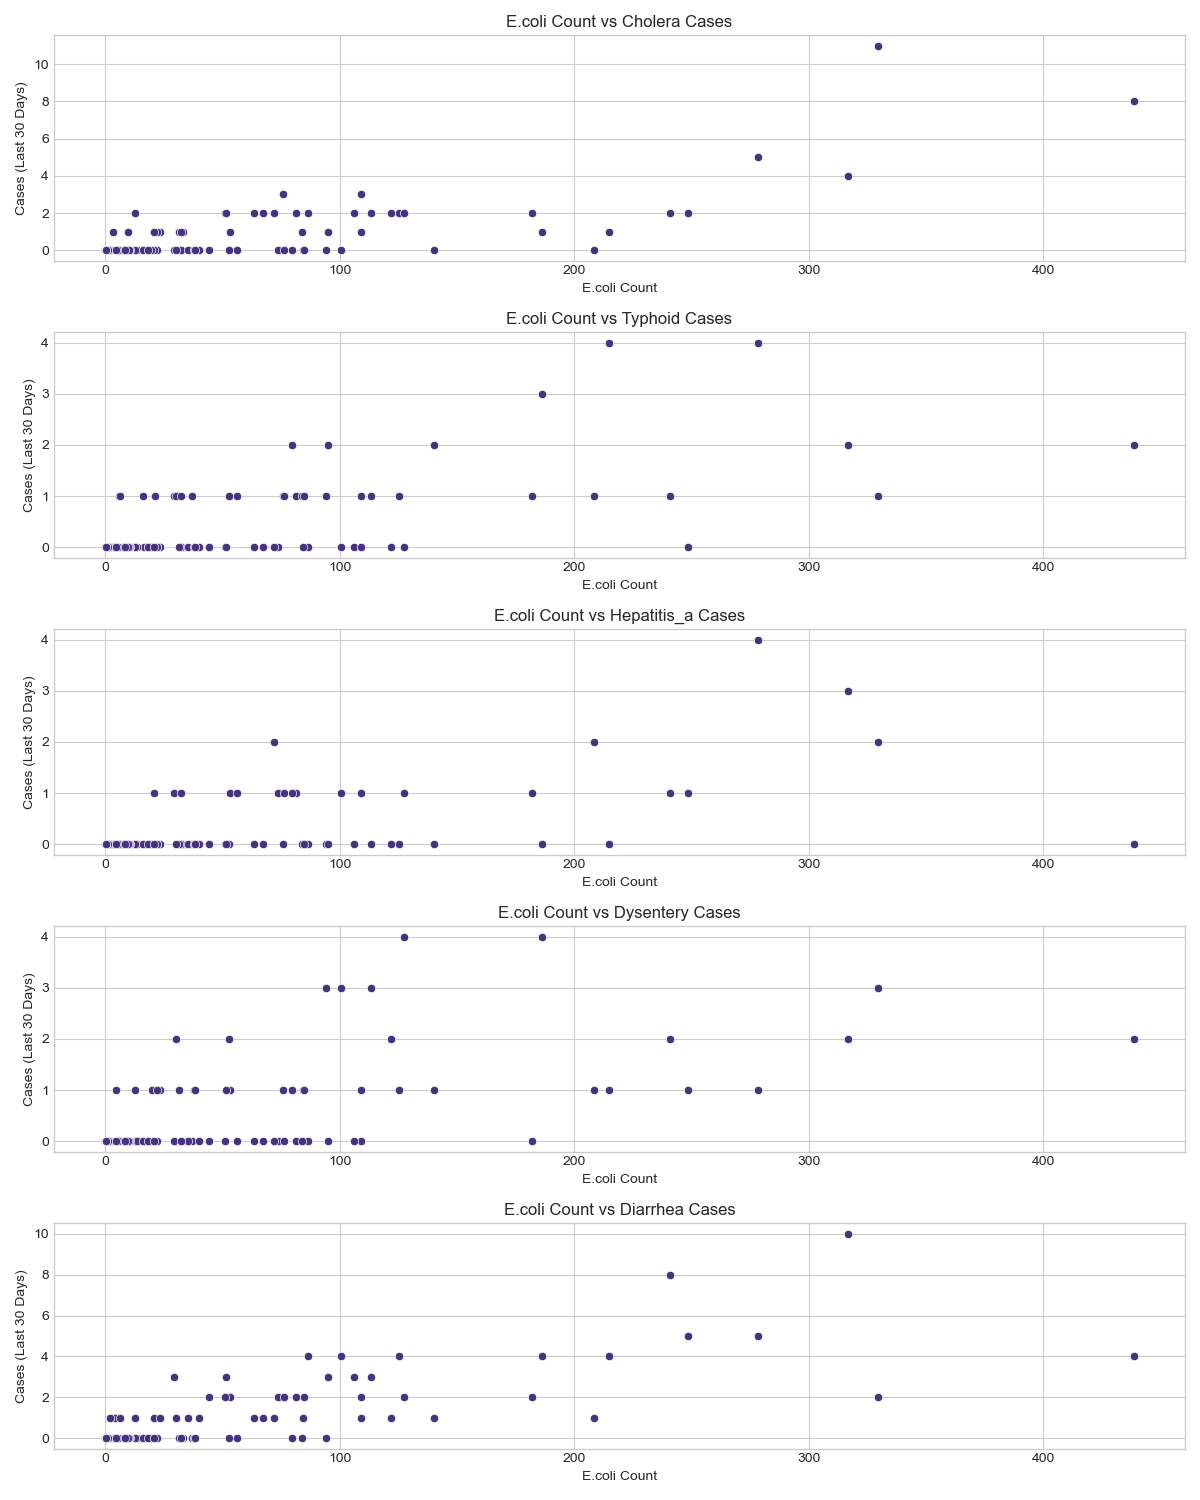 E.coli Count vs Cholera Cases
Cases (Last 30 Days)
10
8
6
4
2
0
0 100 200 300 400
E.coli Count
E.coli Count vs Typhoid Cases
Cases (Last 30 Days)
4
3
2
1
0
0 100 200 300 400
E.coli Count
E.coli Count vs Hepatitis_a Cases
Cases (Last 30 Days)
4
3
2
1
0
0 100 200 300 400
E.coli Count
E.coli Count vs Dysentery Cases
Cases (Last 30 Days)
4
3
2
1
0
0 100 200 300 400
E.coli Count
E.coli Count vs Diarrhea Cases
Cases (Last 30 Days)
10
8
6
4
2
0
0 100 200 300 400
E.coli Count